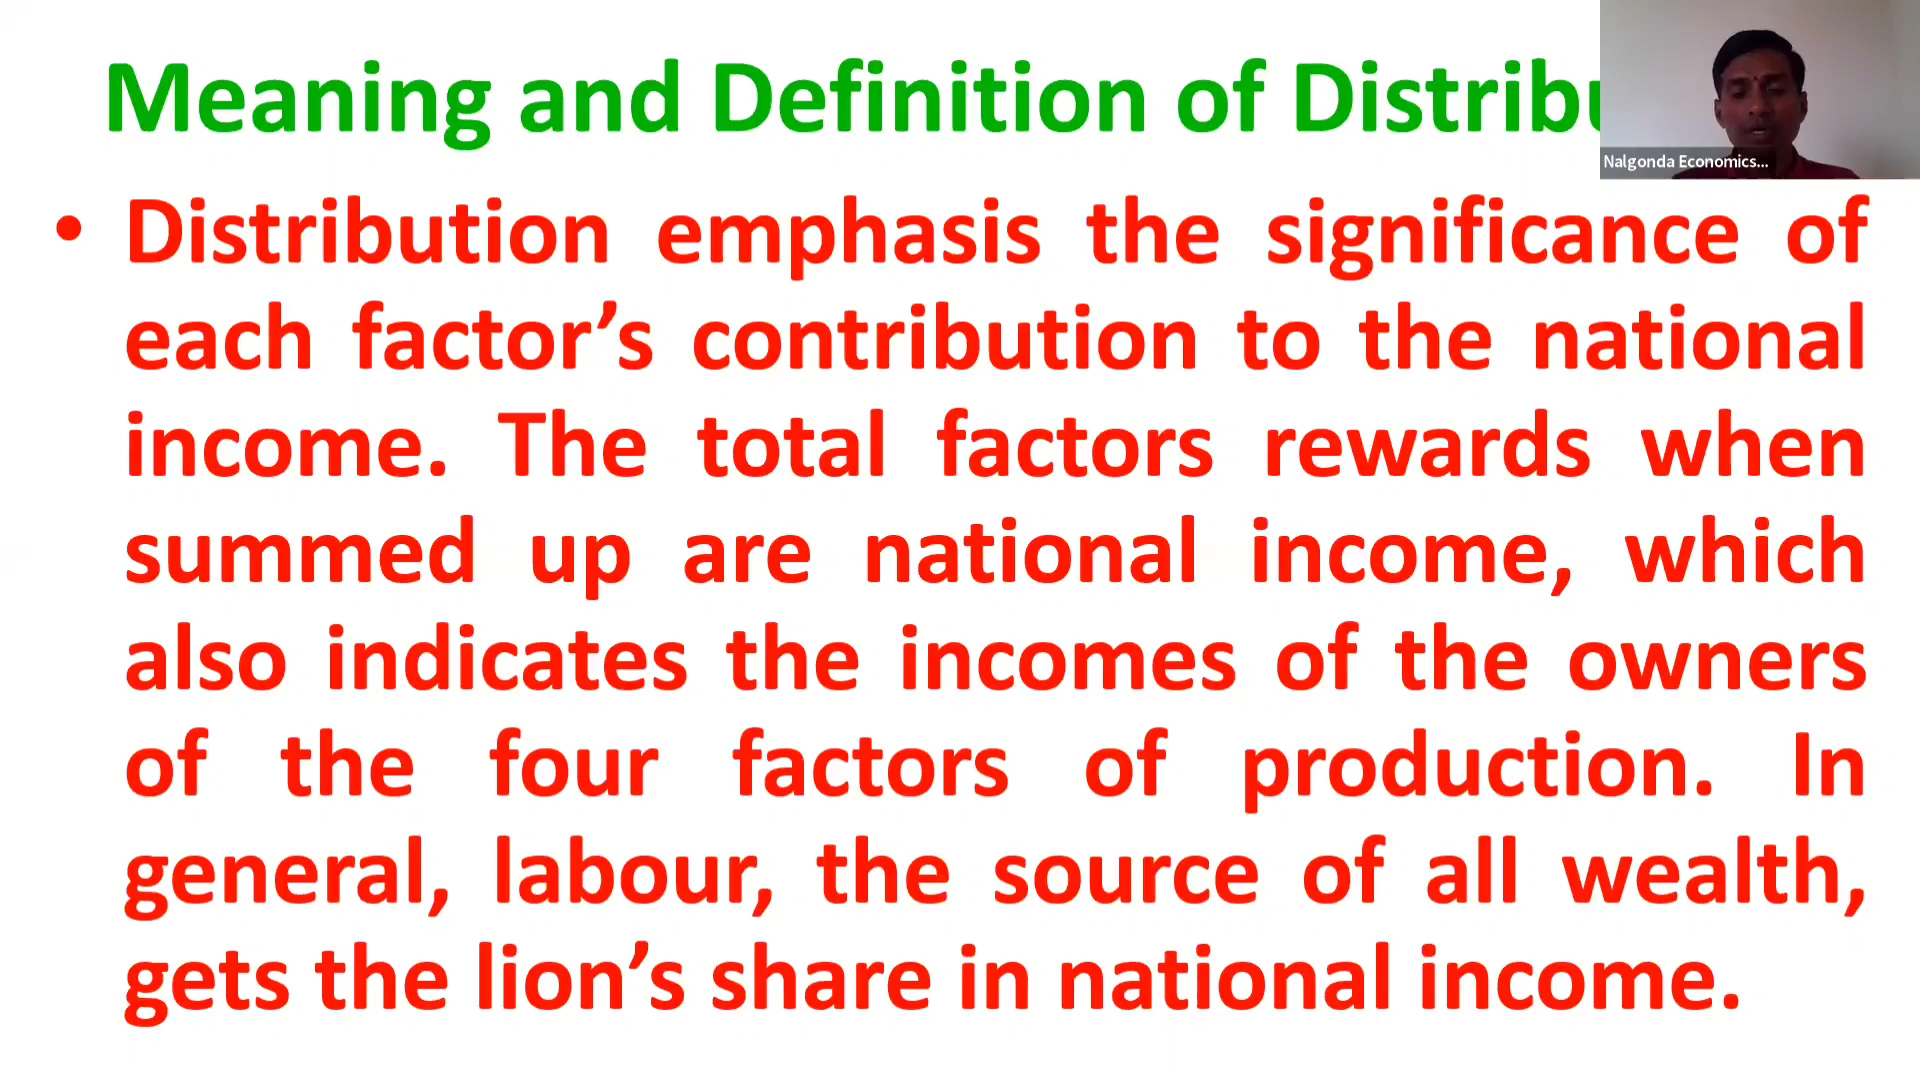 Meaning and Definition of Distribu
Nalgonda Economics...
• Distribution emphasis the significance of
each factor’s contribution to the national
income. The total factors rewards when
summed up are national income, which
also indicates the incomes of the owners
of the four factors of production. In
general, labour, the source of all wealth,
gets the lion’s share in national income.